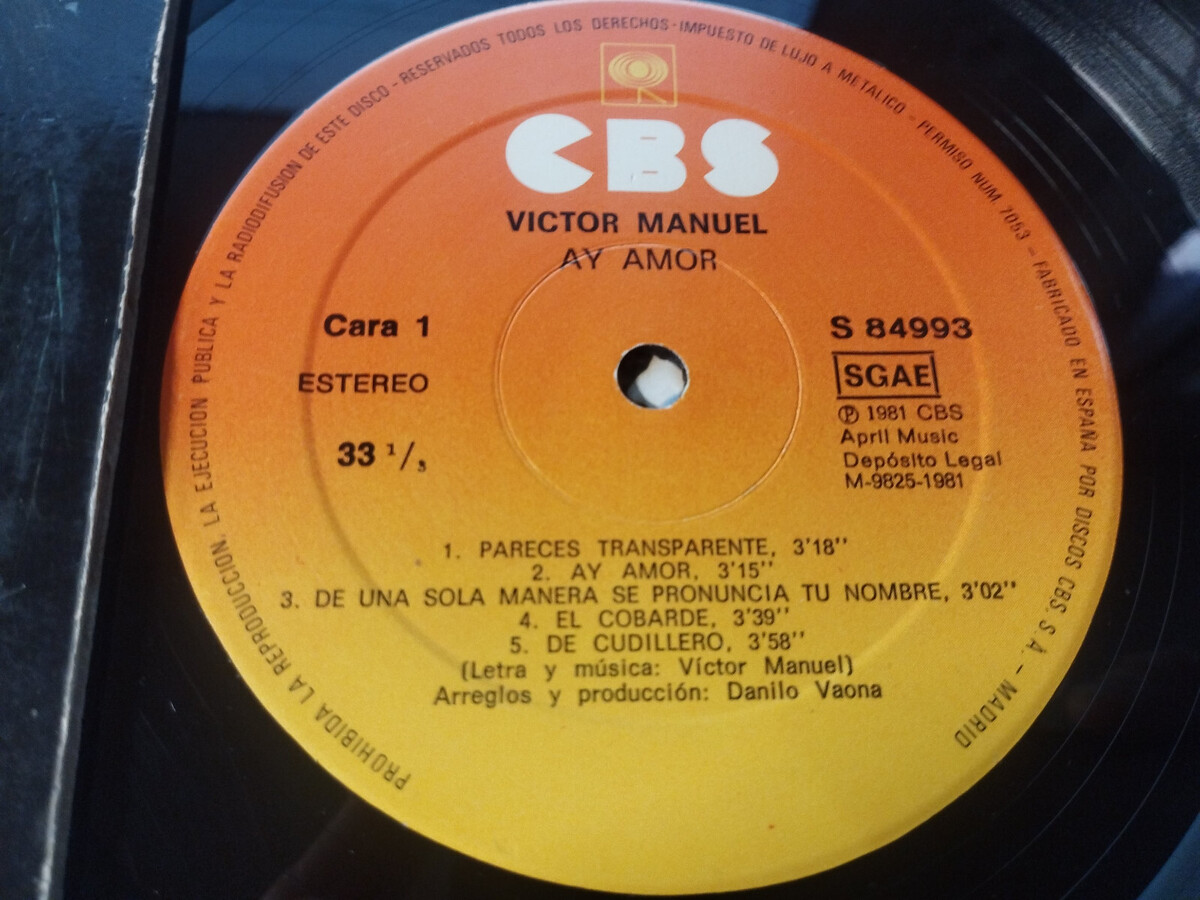 PROHIBIDA LA REPRODUCCION, LA EJECUCION PUBLICA Y LA RADIODIFUSION DE ESTE DISCO - RESERVADOS TODOS LOS DERECHOS - IMPUESTO DE LUJO A METALICO - PERMISO NUM. 7053 - FABRICADO EN ESPAÑA POR DISCOS CBS. S. A. - MADRID
CBS
VICTOR MANUEL
AY AMOR
Cara 1
ESTEREO
33 1/3
S 84993
SGAE
Ⓟ 1981 CBS
April Music
Depósito Legal
M-9825-1981
1. PARECES TRANSPARENTE, 3'18''
2. AY AMOR, 3'15''
3. DE UNA SOLA MANERA SE PRONUNCIA TU NOMBRE, 3'02''
4. EL COBARDE, 3'39''
5. DE CUDILLERO, 3'58''
(Letra y música: Víctor Manuel)
Arreglos y producción: Danilo Vaona